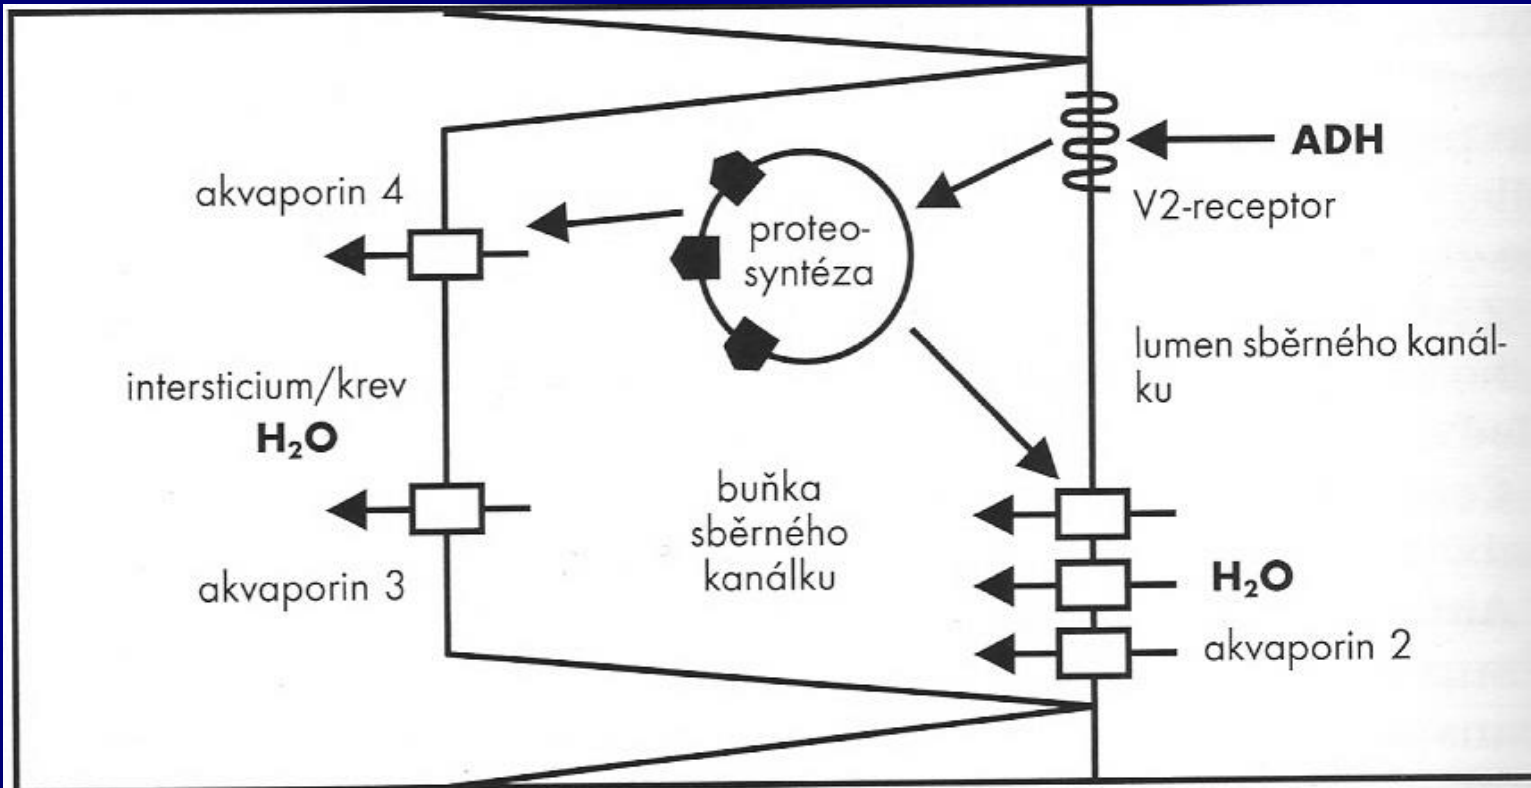 ADH
V2-receptor
akvaporin 4
proteo-
syntéza
lumen sběrného kanál-
ku
intersticium/krev
H₂O
buňka
sběrného
kanálku
akvaporin 3
H₂O
akvaporin 2